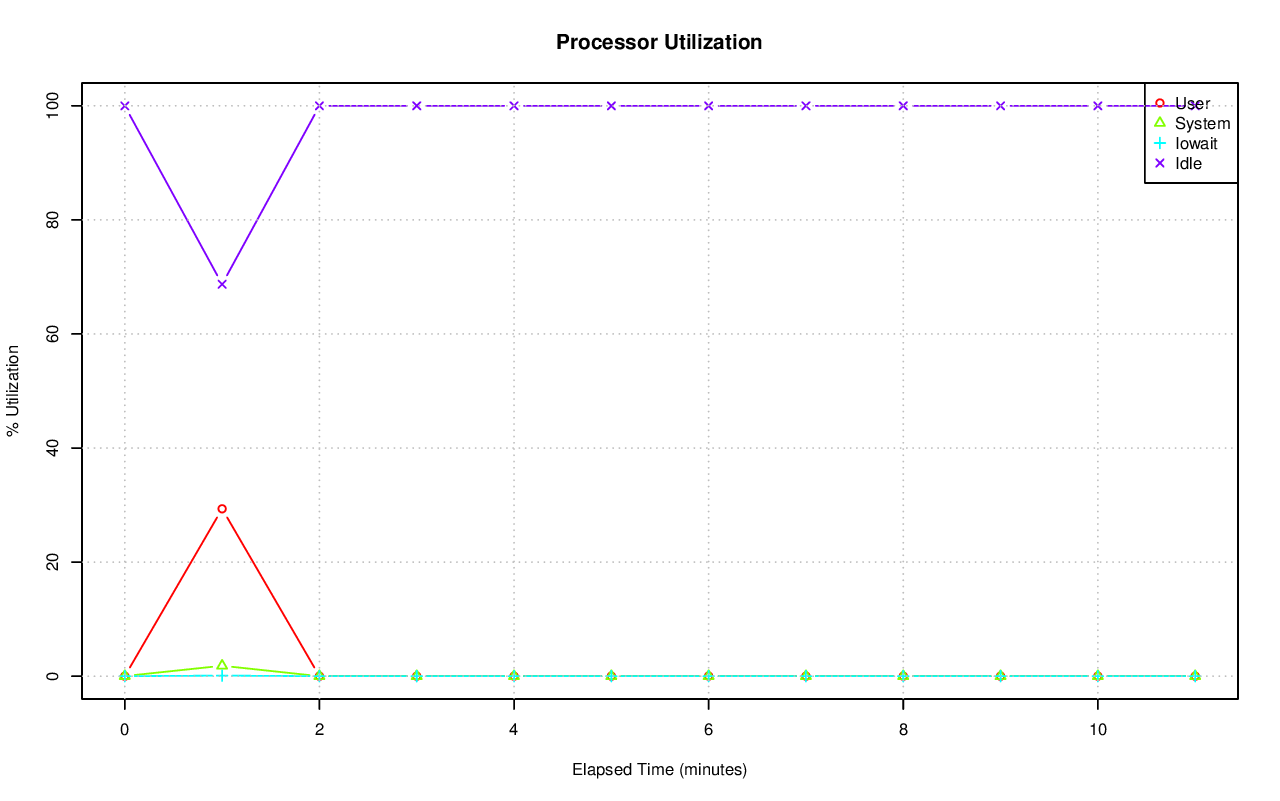 Processor Utilization
% Utilization
100
80
60
40
20
0
User
System
Iowait
Idle
0 2 4 6 8 10
Elapsed Time (minutes)